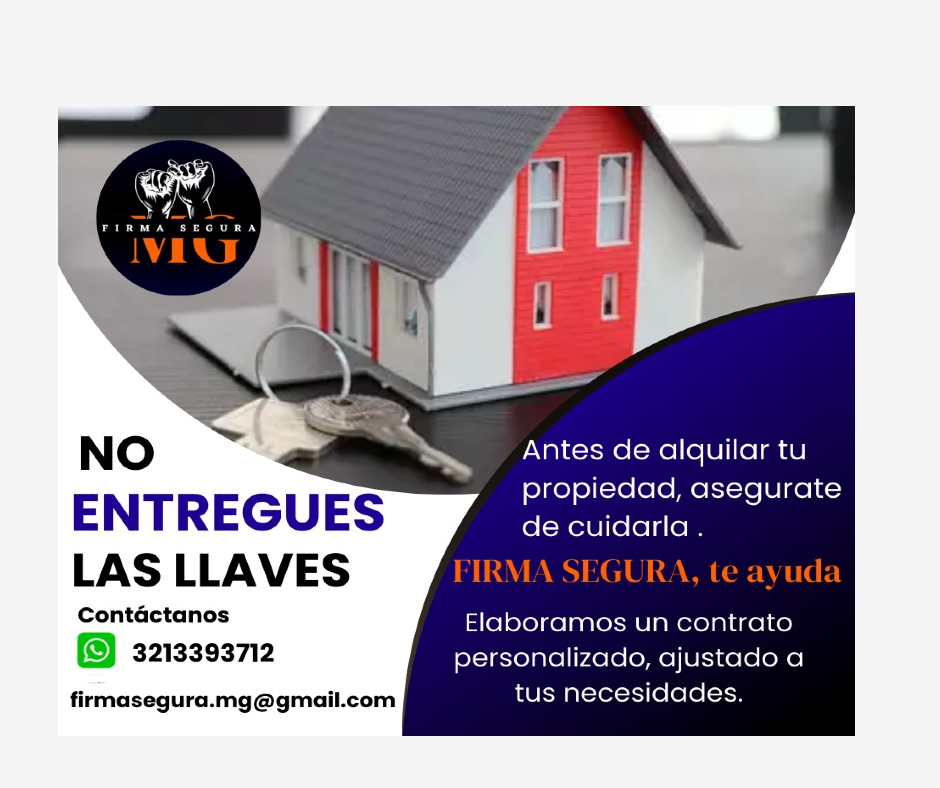 FIRMA SEGURA
MG
NO
ENTREGUES
LAS LLAVES
Contáctanos
3213393712
firmasegura.mg@gmail.com
Antes de alquilar tu
propiedad, asegurate
de cuidarla .
FIRMA SEGURA, te ayuda
Elaboramos un contrato
personalizado, ajustado a
tus necesidades.